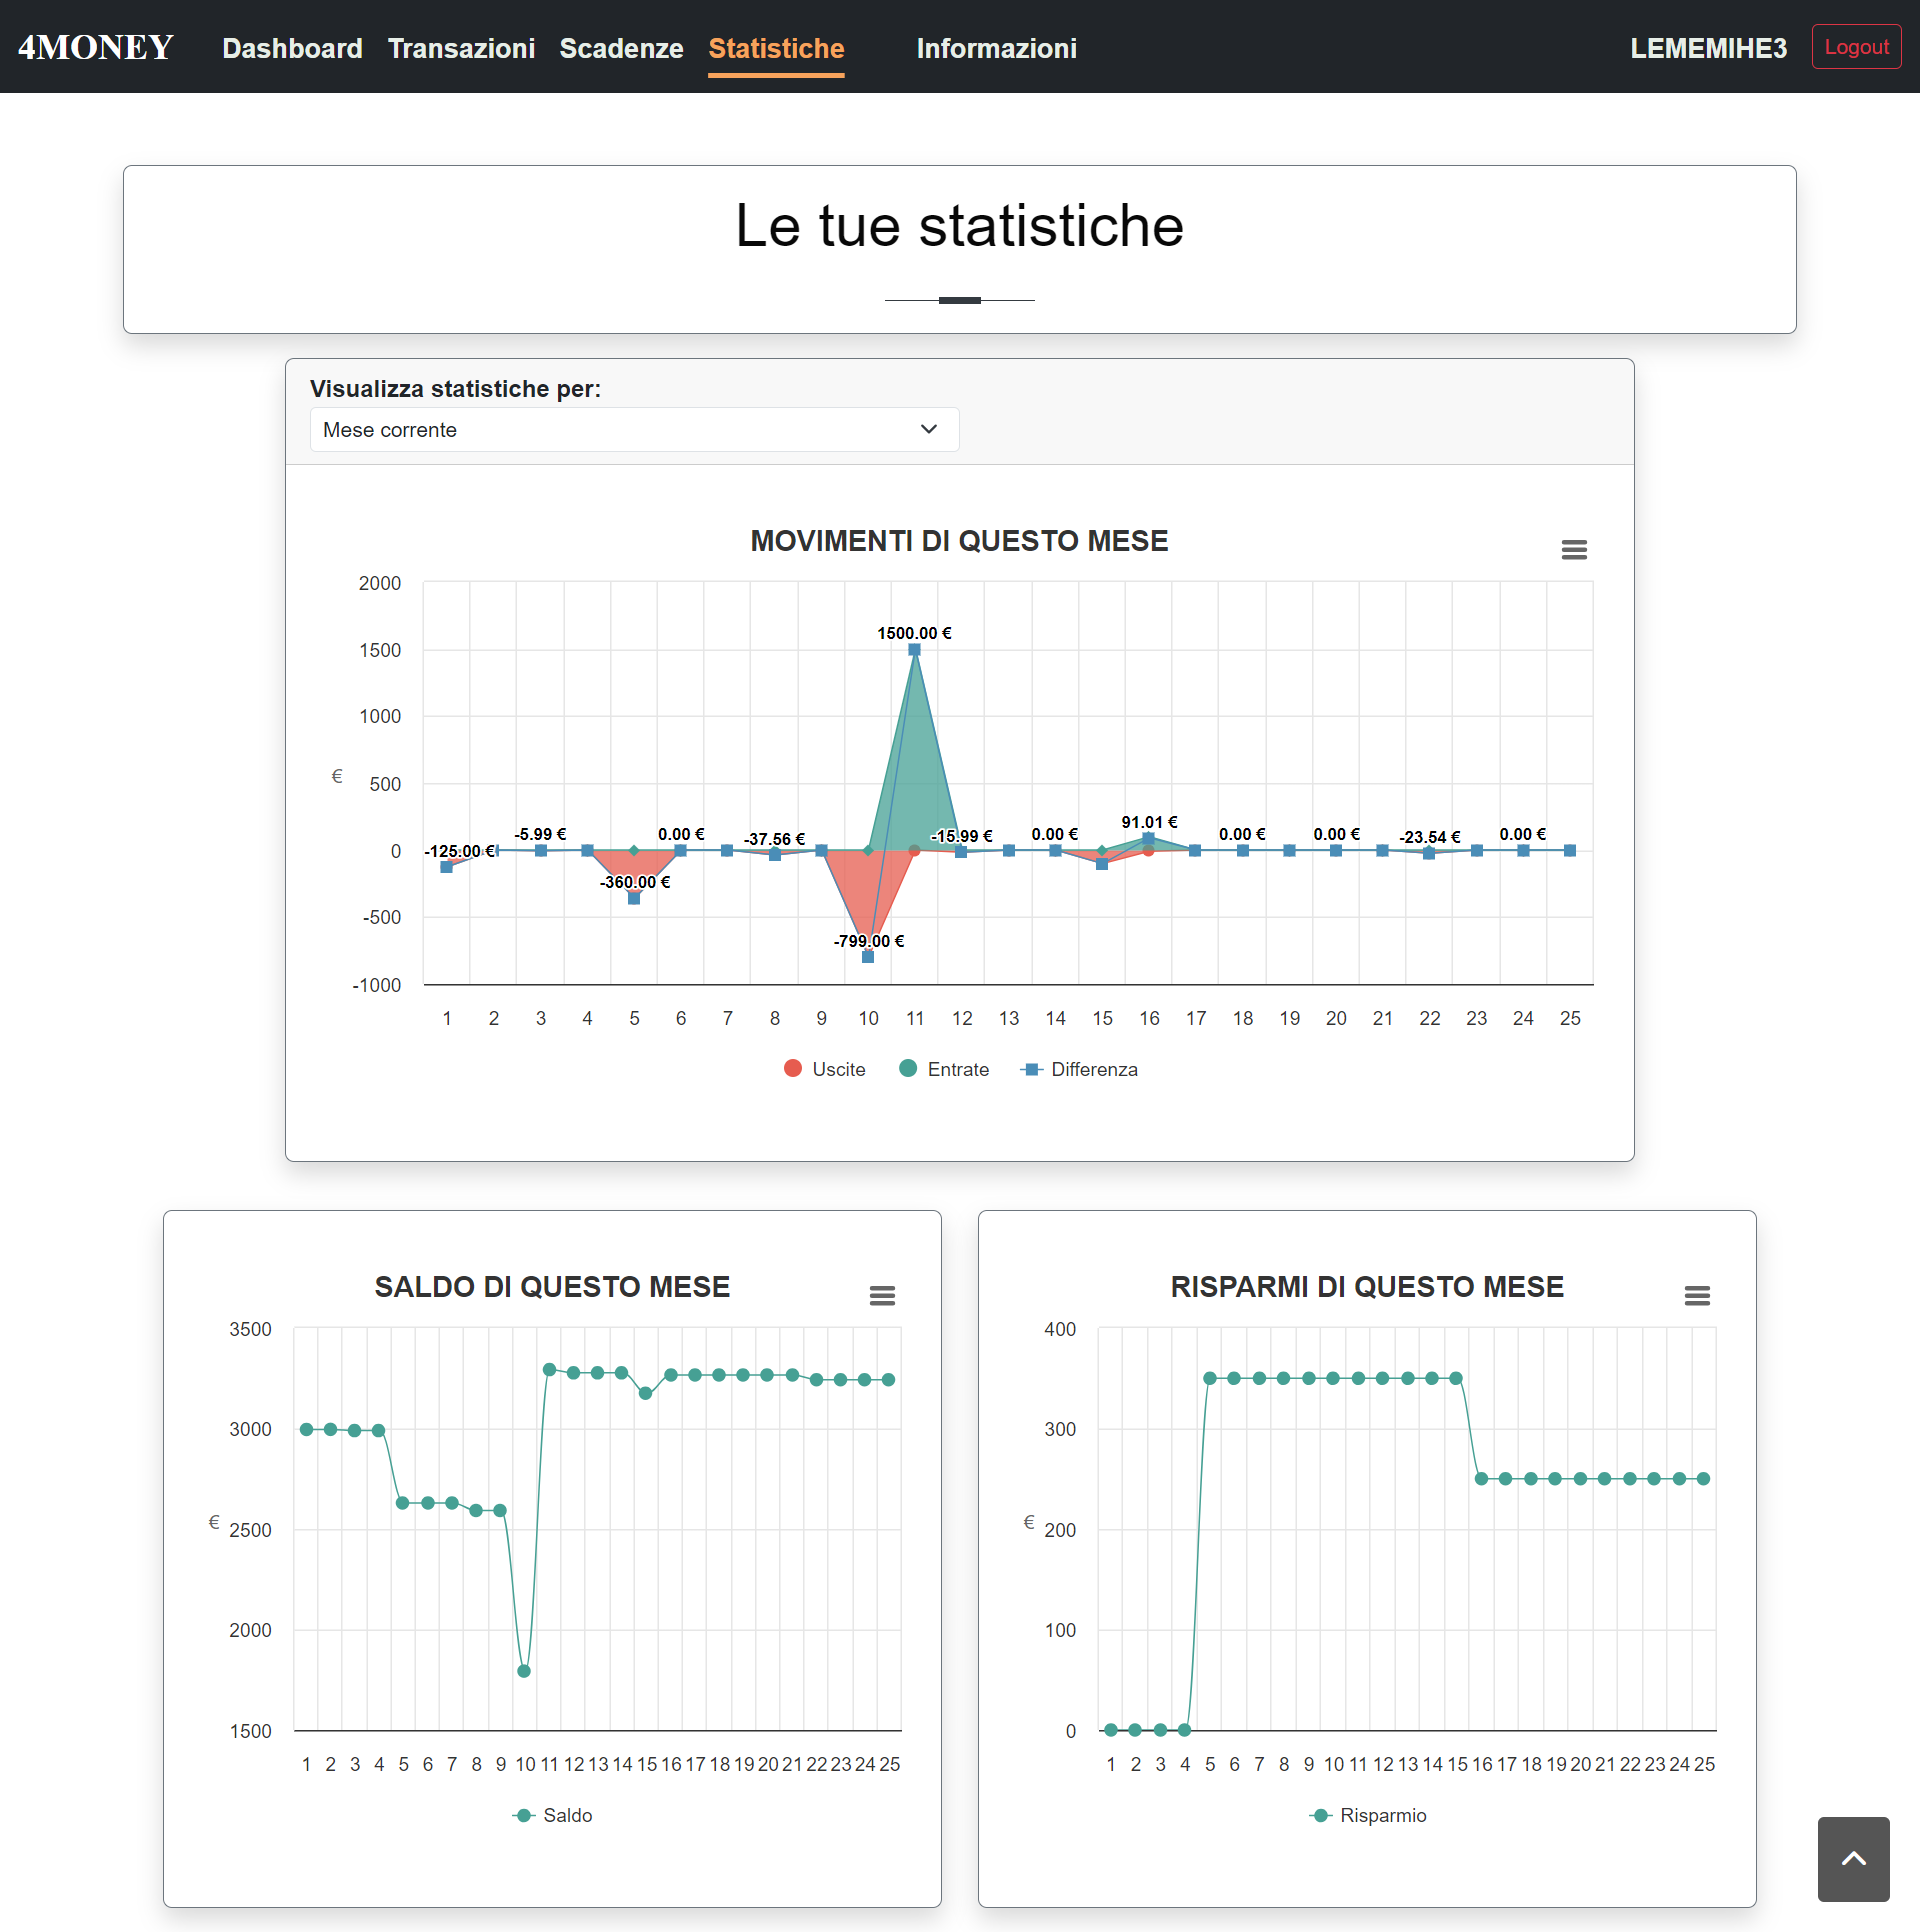 4MONEY Dashboard Transazioni Scadenze Statistiche Informazioni LEMEMIHE3 Logout
Le tue statistiche
Visualizza statistiche per:
Mese corrente
MOVIMENTI DI QUESTO MESE
€
2000
1500
1000
500
0
-500
-1000
-125.00 €
-5.99 €
-360.00 €
0.00 €
-37.56 €
-799.00 €
1500.00 €
-15.99 €
0.00 €
91.01 €
0.00 €
0.00 €
-23.54 €
0.00 €
1 2 3 4 5 6 7 8 9 10 11 12 13 14 15 16 17 18 19 20 21 22 23 24 25
Uscite Entrate Differenza
SALDO DI QUESTO MESE
€
3500
3000
2500
2000
1500
1 2 3 4 5 6 7 8 9 10 11 12 13 14 15 16 17 18 19 20 21 22 23 24 25
Saldo
RISPARMI DI QUESTO MESE
€
400
300
200
100
0
1 2 3 4 5 6 7 8 9 10 11 12 13 14 15 16 17 18 19 20 21 22 23 24 25
Risparmio